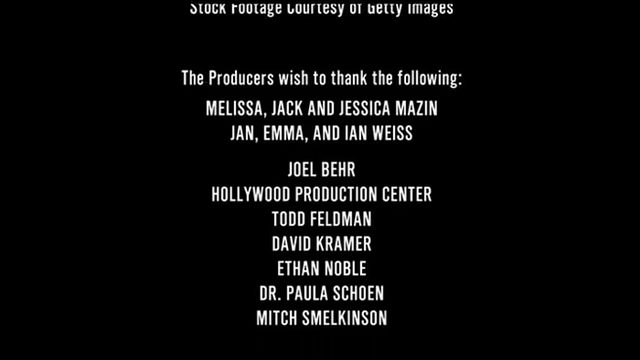 Stock Footage Courtesy of Getty Images
The Producers wish to thank the following:
MELISSA, JACK AND JESSICA MAZIN
JAN, EMMA, AND IAN WEISS
JOEL BEHR
HOLLYWOOD PRODUCTION CENTER
TODD FELDMAN
DAVID KRAMER
ETHAN NOBLE
DR. PAULA SCHOEN
MITCH SMELKINSON